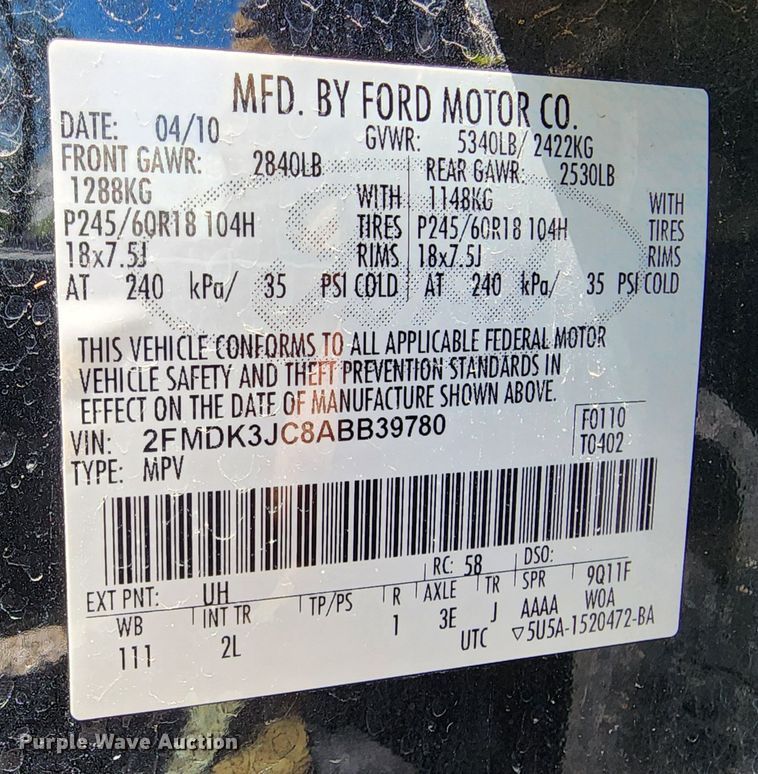 MFD. BY FORD MOTOR CO.
DATE: 04/10 GVWR: 5340LB/ 2422KG
FRONT GAWR: 2840LB REAR GAWR: 2530LB
1288KG WITH 1148KG WITH
P245/60R18 104H TIRES P245/60R18 104H TIRES
18x7.5J RIMS 18x7.5J RIMS
AT 240 kPa/ 35 PSI COLD AT 240 kPa/ 35 PSI COLD
THIS VEHICLE CONFORMS TO ALL APPLICABLE FEDERAL MOTOR
VEHICLE SAFETY AND THEFT PREVENTION STANDARDS IN
EFFECT ON THE DATE OF MANUFACTURE SHOWN ABOVE.
VIN: 2FMDK3JC8ABB39780 F0110
TYPE: MPV T0402
RC: 58 DSO:
EXT PNT: UH 9Q11F
WB INT TR TP/PS R AXLE TR SPR W0A
111 2L 1 3E J AAAA
UTC ▽5U5A-1520472-BA
Purple Wave Auction